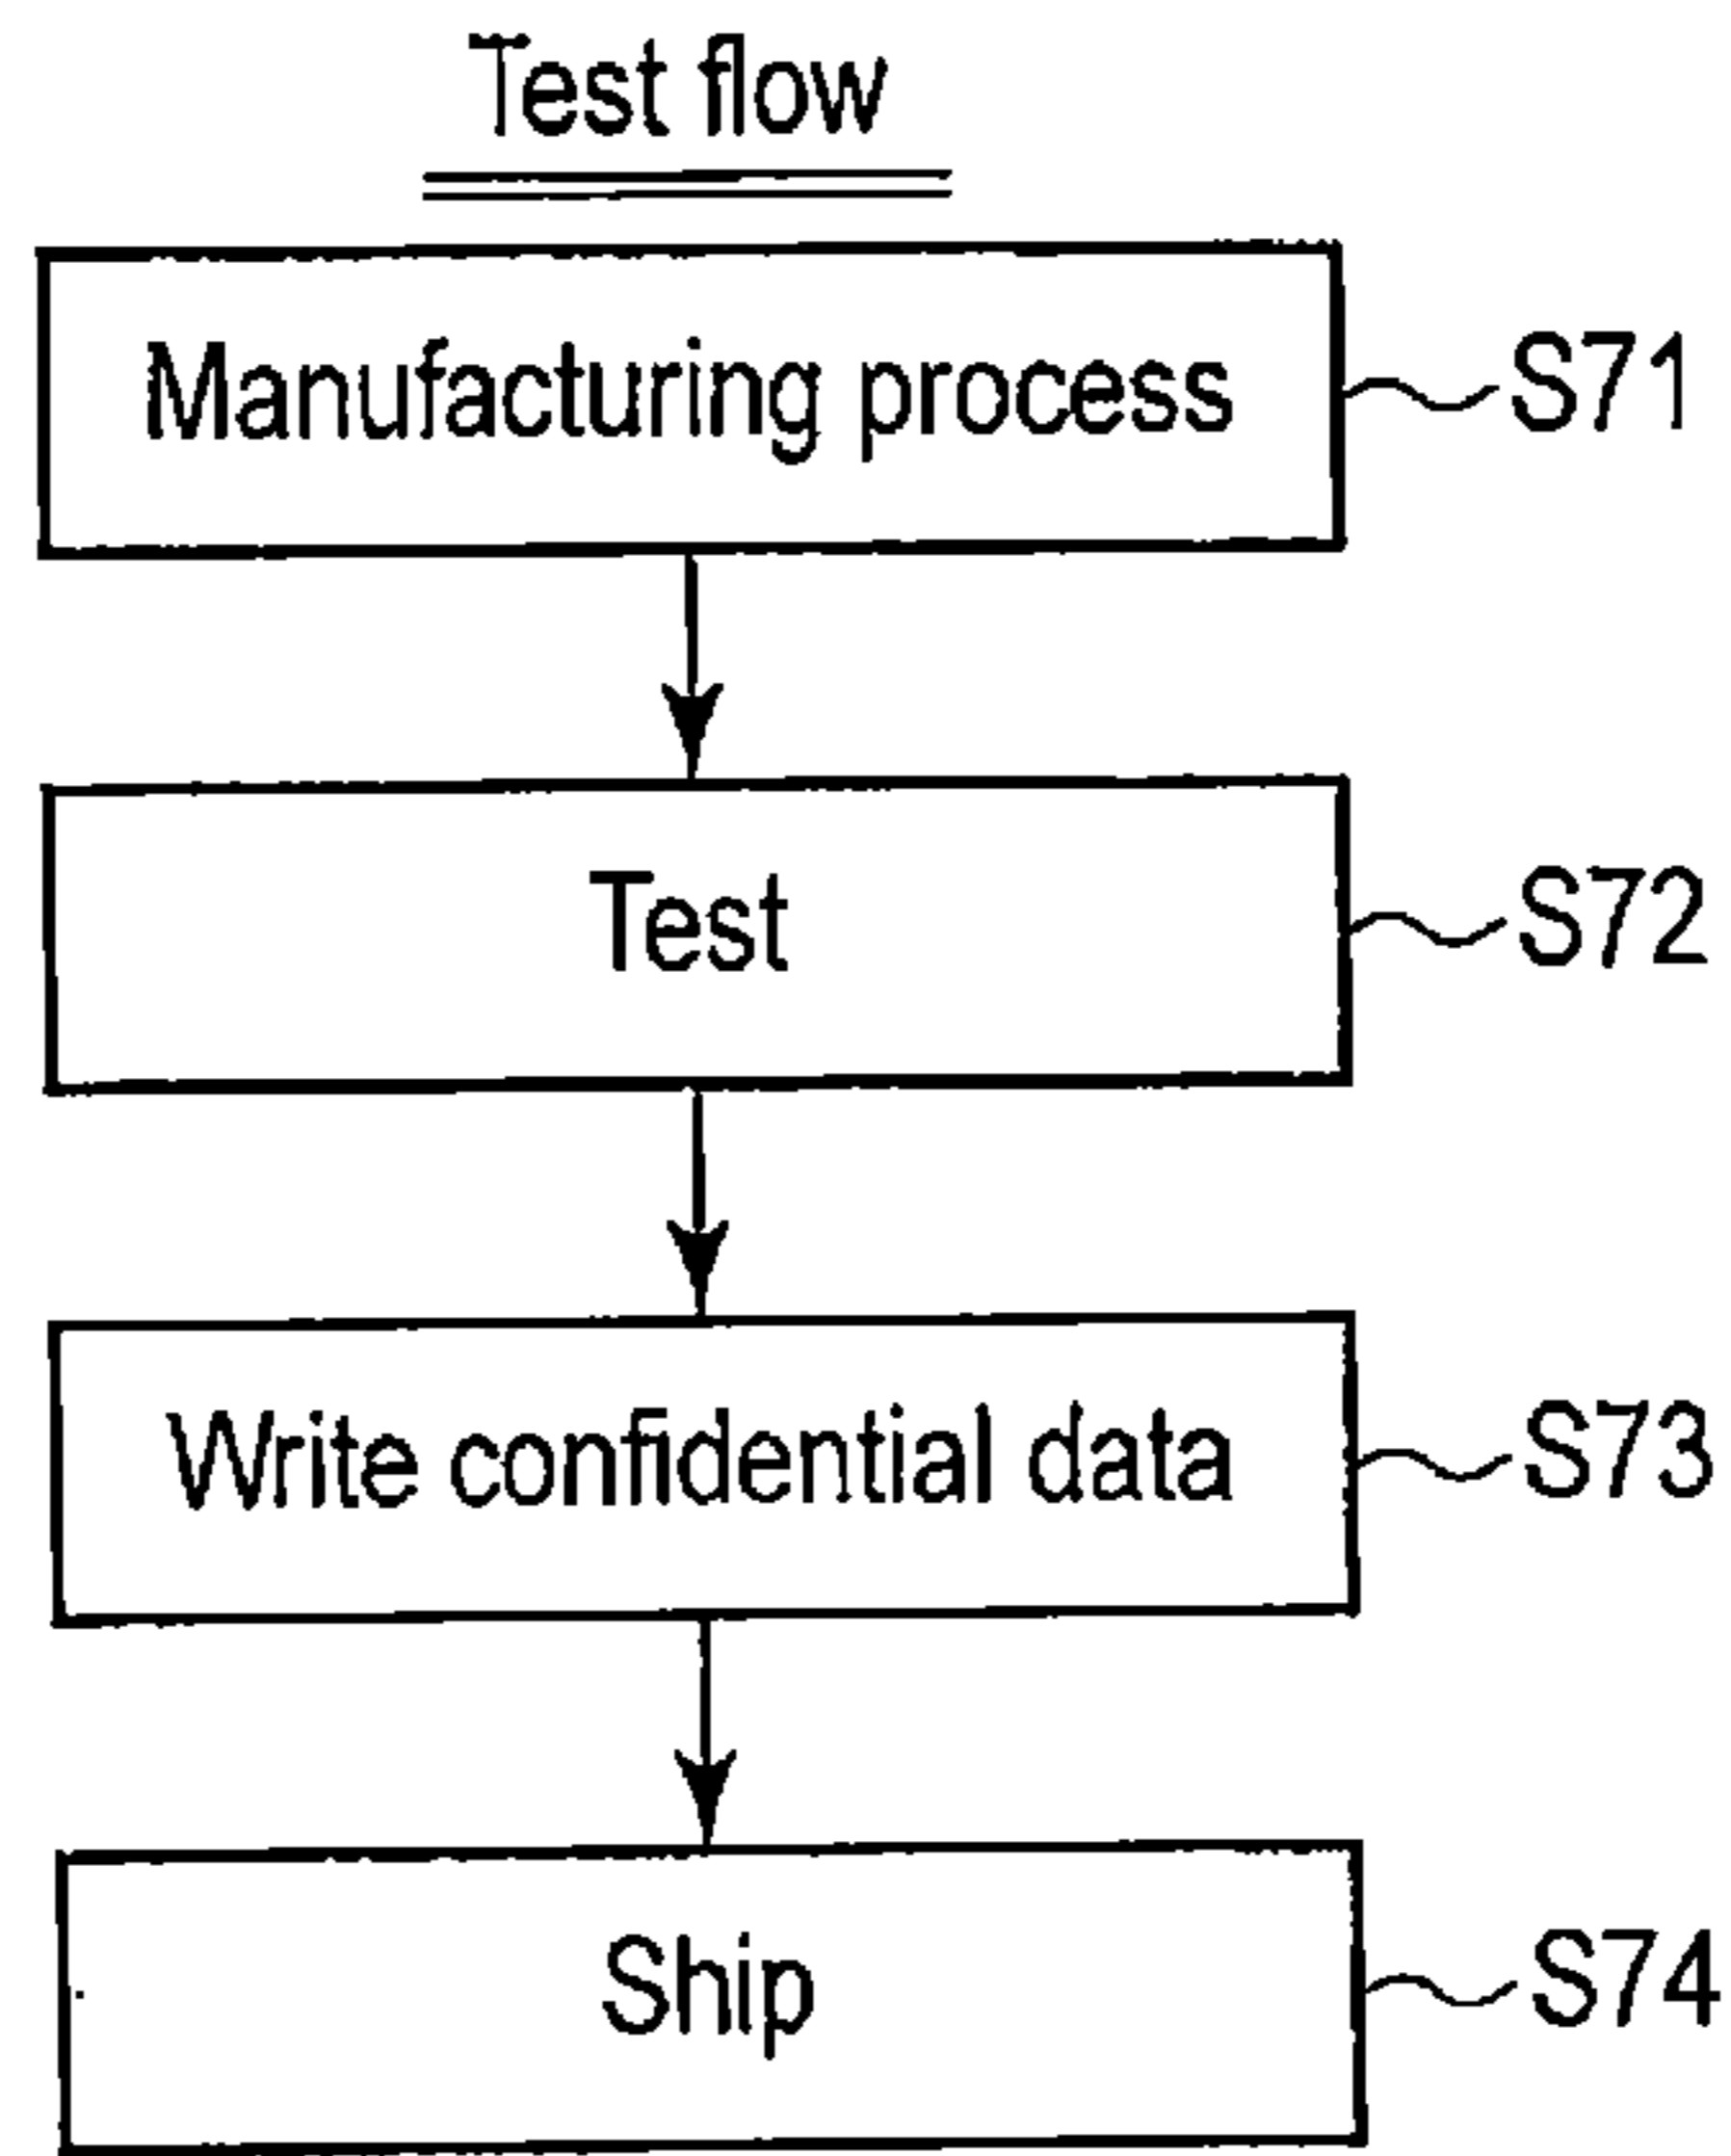 Test flow
Manufacturing process
S71
Test
S72
Write confidential data
S73
Ship
S74